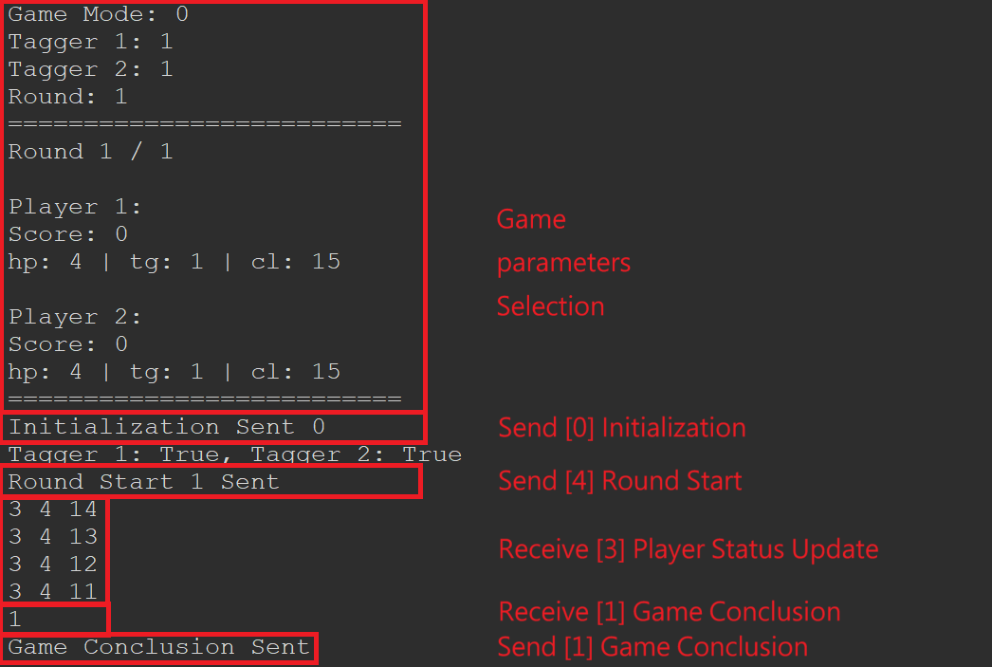 Game Mode: 0
Tagger 1: 1
Tagger 2: 1
Round: 1
==========================
Round 1 / 1
Player 1:
Score: 0
hp: 4 | tg: 1 | cl: 15
Player 2:
Score: 0
hp: 4 | tg: 1 | cl: 15
==========================
Game
parameters
Selection
Initialization Sent 0
Send [0] Initialization
Tagger 1: True, Tagger 2: True
Round Start 1 Sent
Send [4] Round Start
3 4 14
3 4 13
3 4 12
3 4 11
Receive [3] Player Status Update
1
Receive [1] Game Conclusion
Game Conclusion Sent
Send [1] Game Conclusion